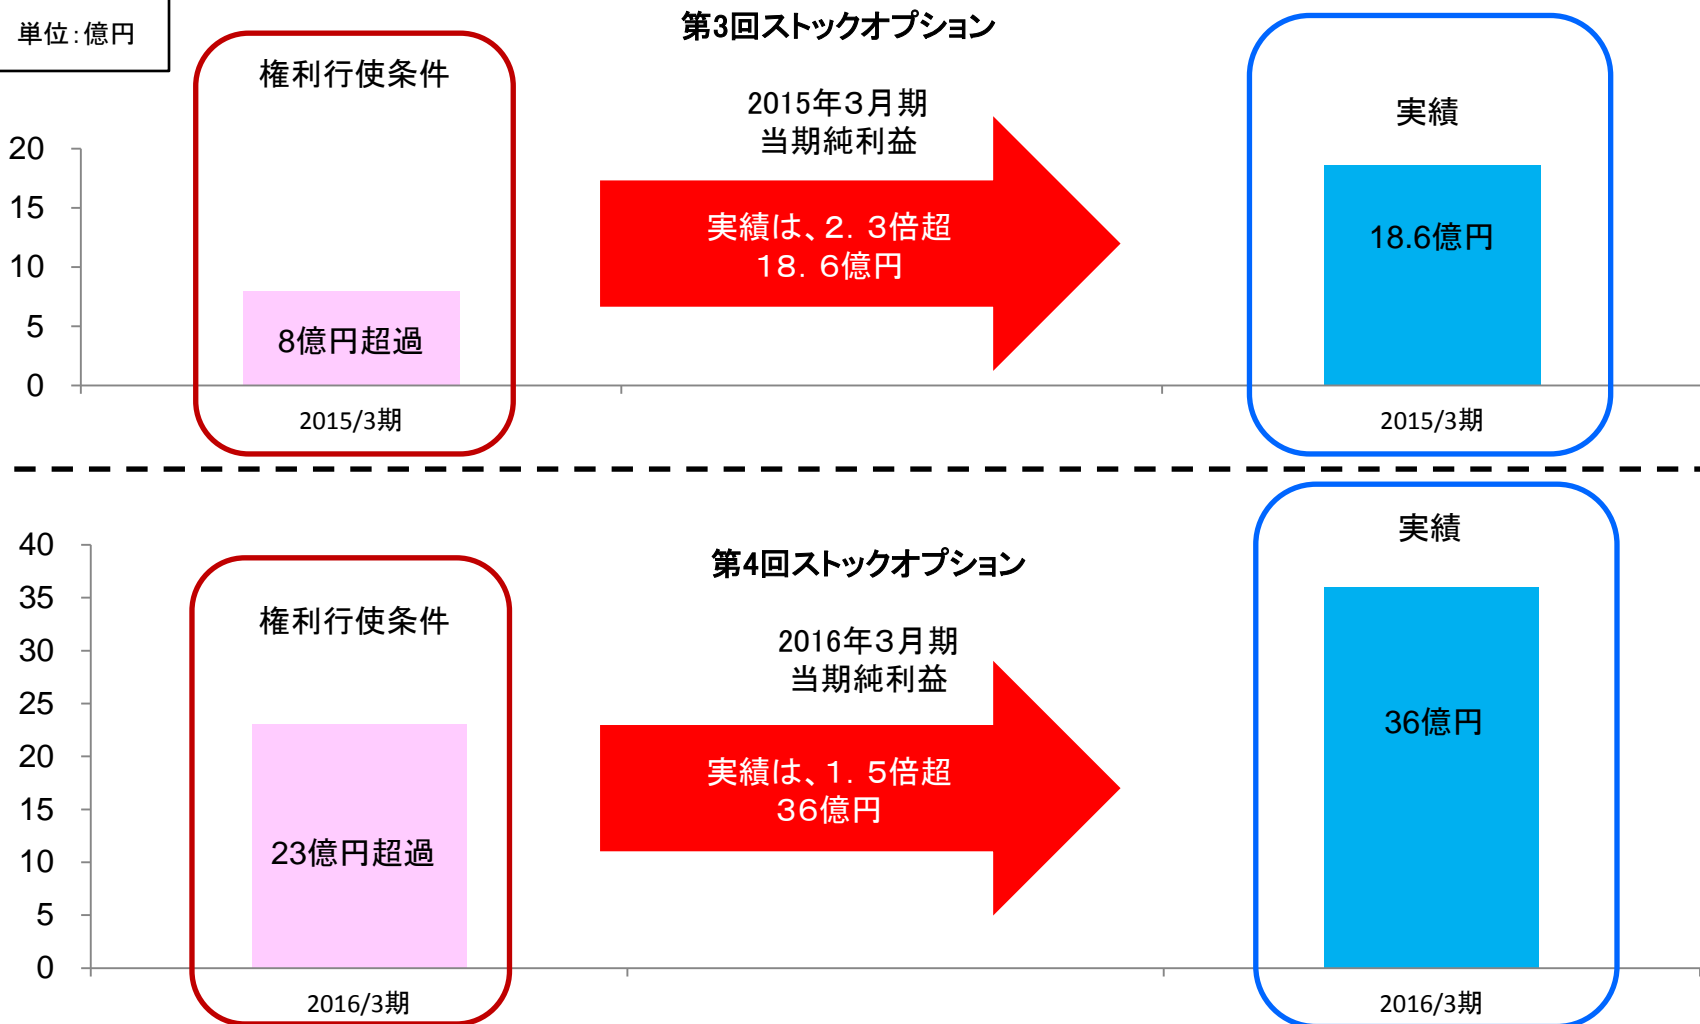 単位：億円
第3回ストックオプション
権利行使条件
2015年３月期
当期純利益
実績
20
15
10
5
0
実績は、２．３倍超
１８．６億円
18.6億円
8億円超過
2015/3期
2015/3期
実績
40
35
30
25
20
15
10
5
0
第4回ストックオプション
権利行使条件
2016年３月期
当期純利益
実績は、１．５倍超
３６億円
36億円
23億円超過
2016/3期
2016/3期